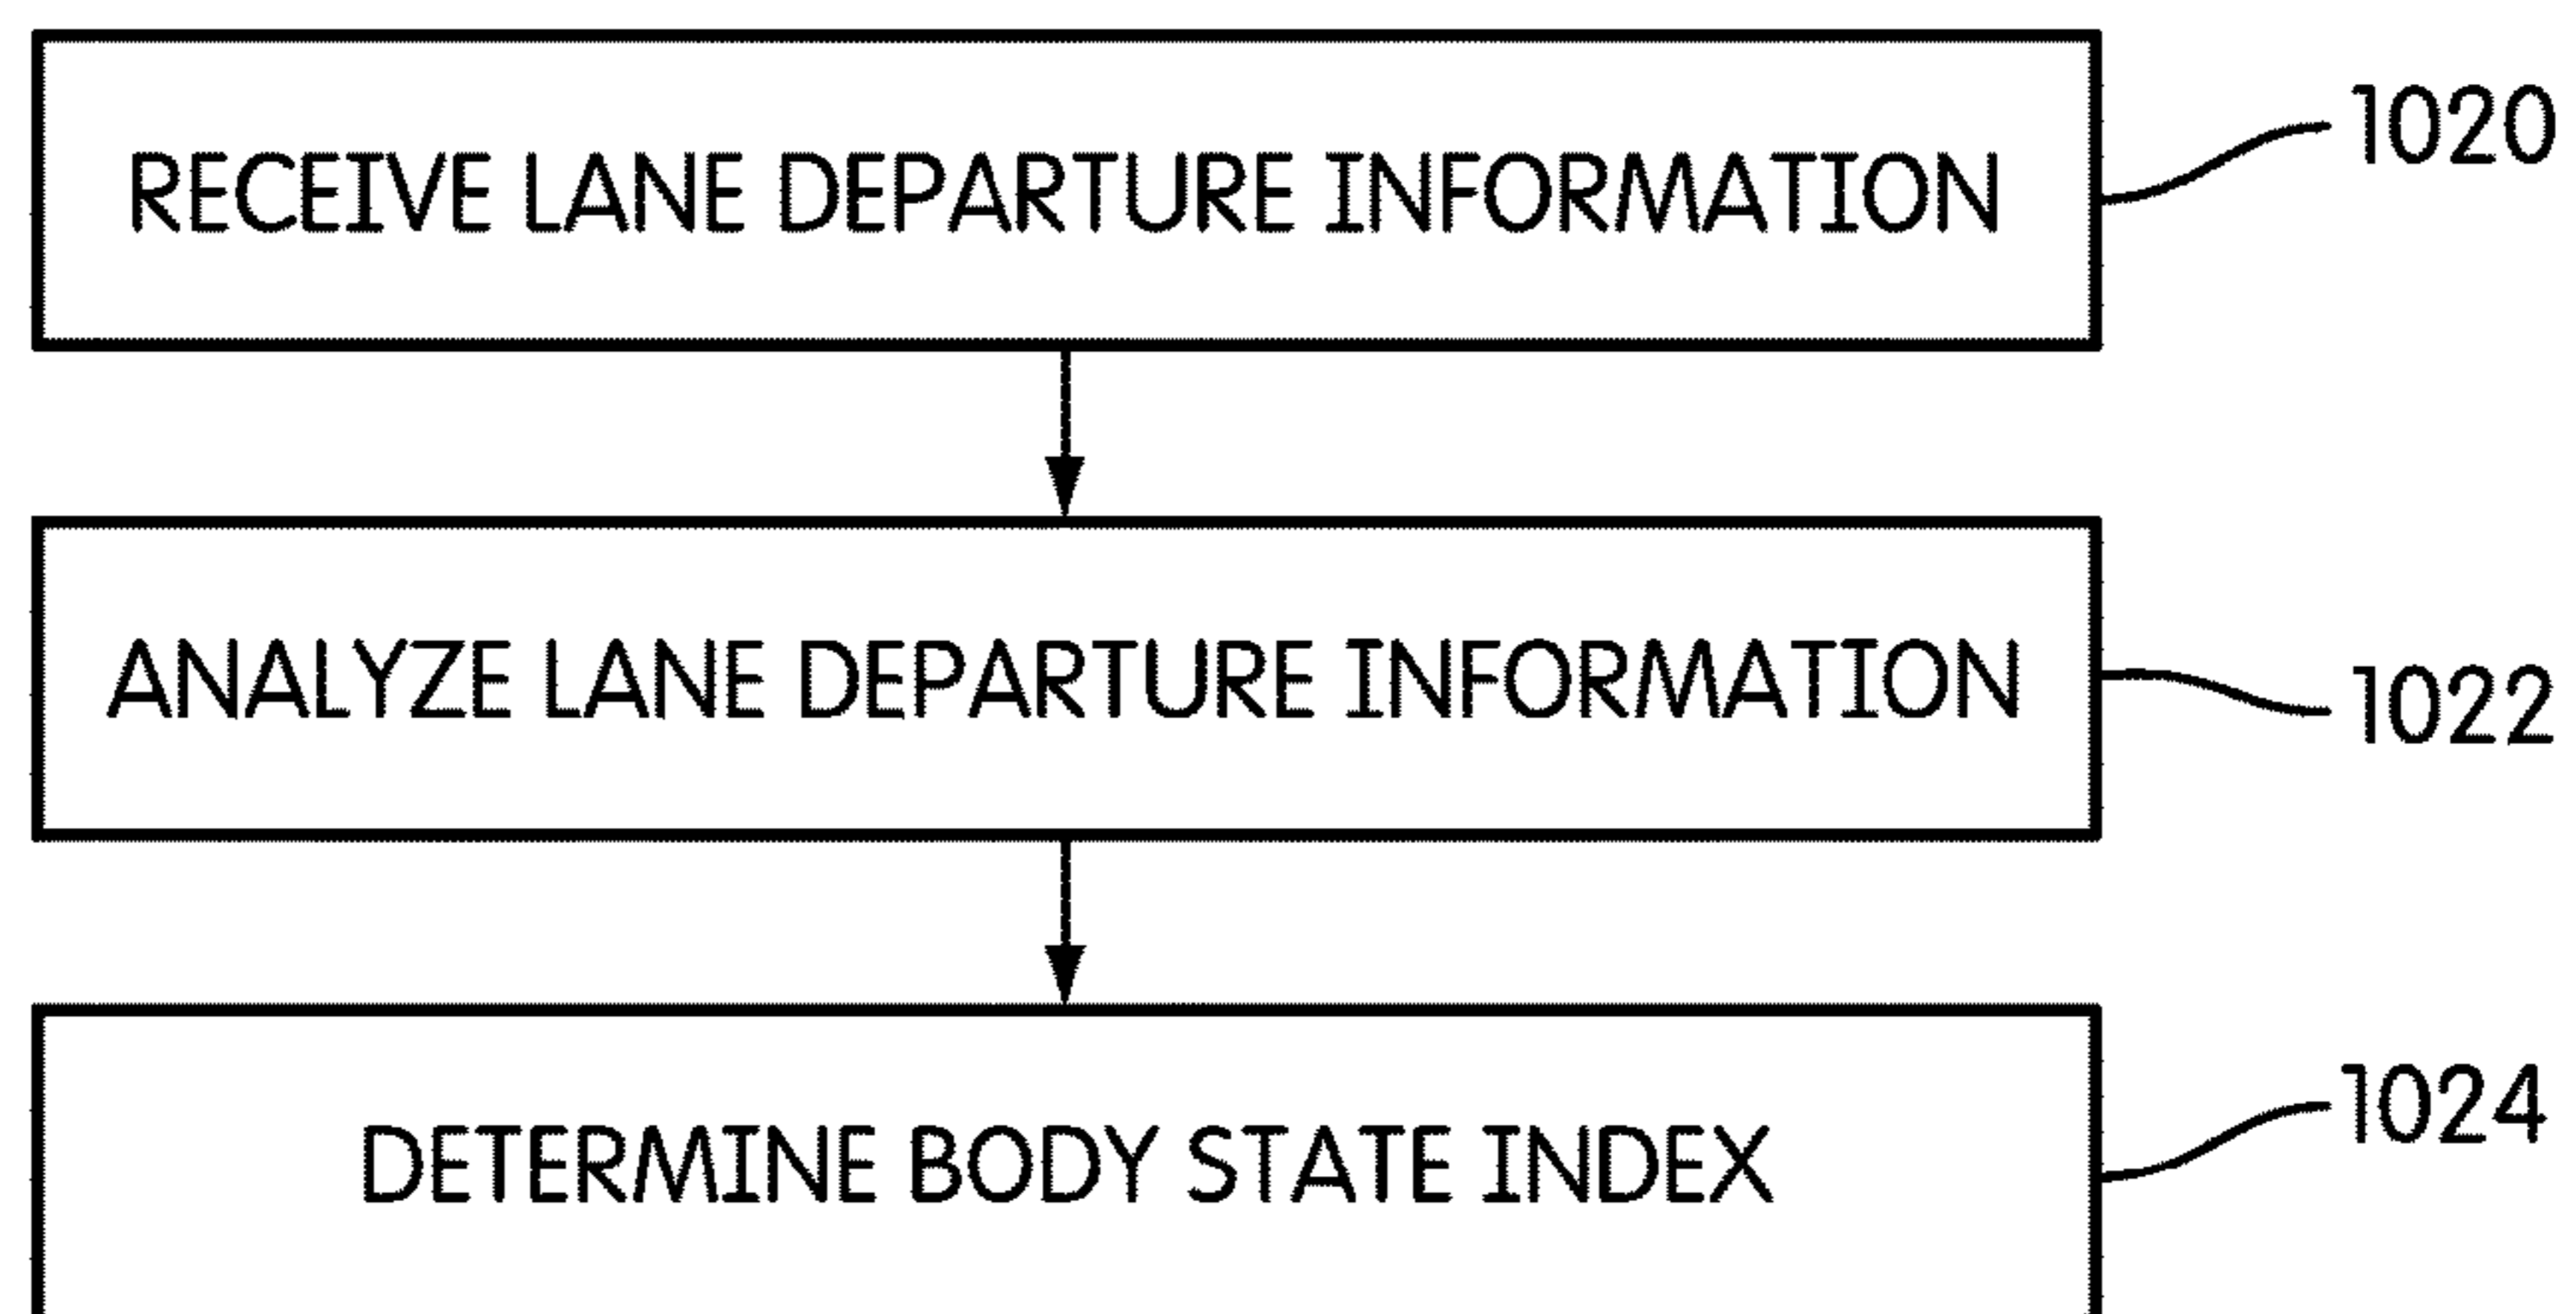 RECEIVE LANE DEPARTURE INFORMATION
1020
ANALYZE LANE DEPARTURE INFORMATION
1022
DETERMINE BODY STATE INDEX
1024